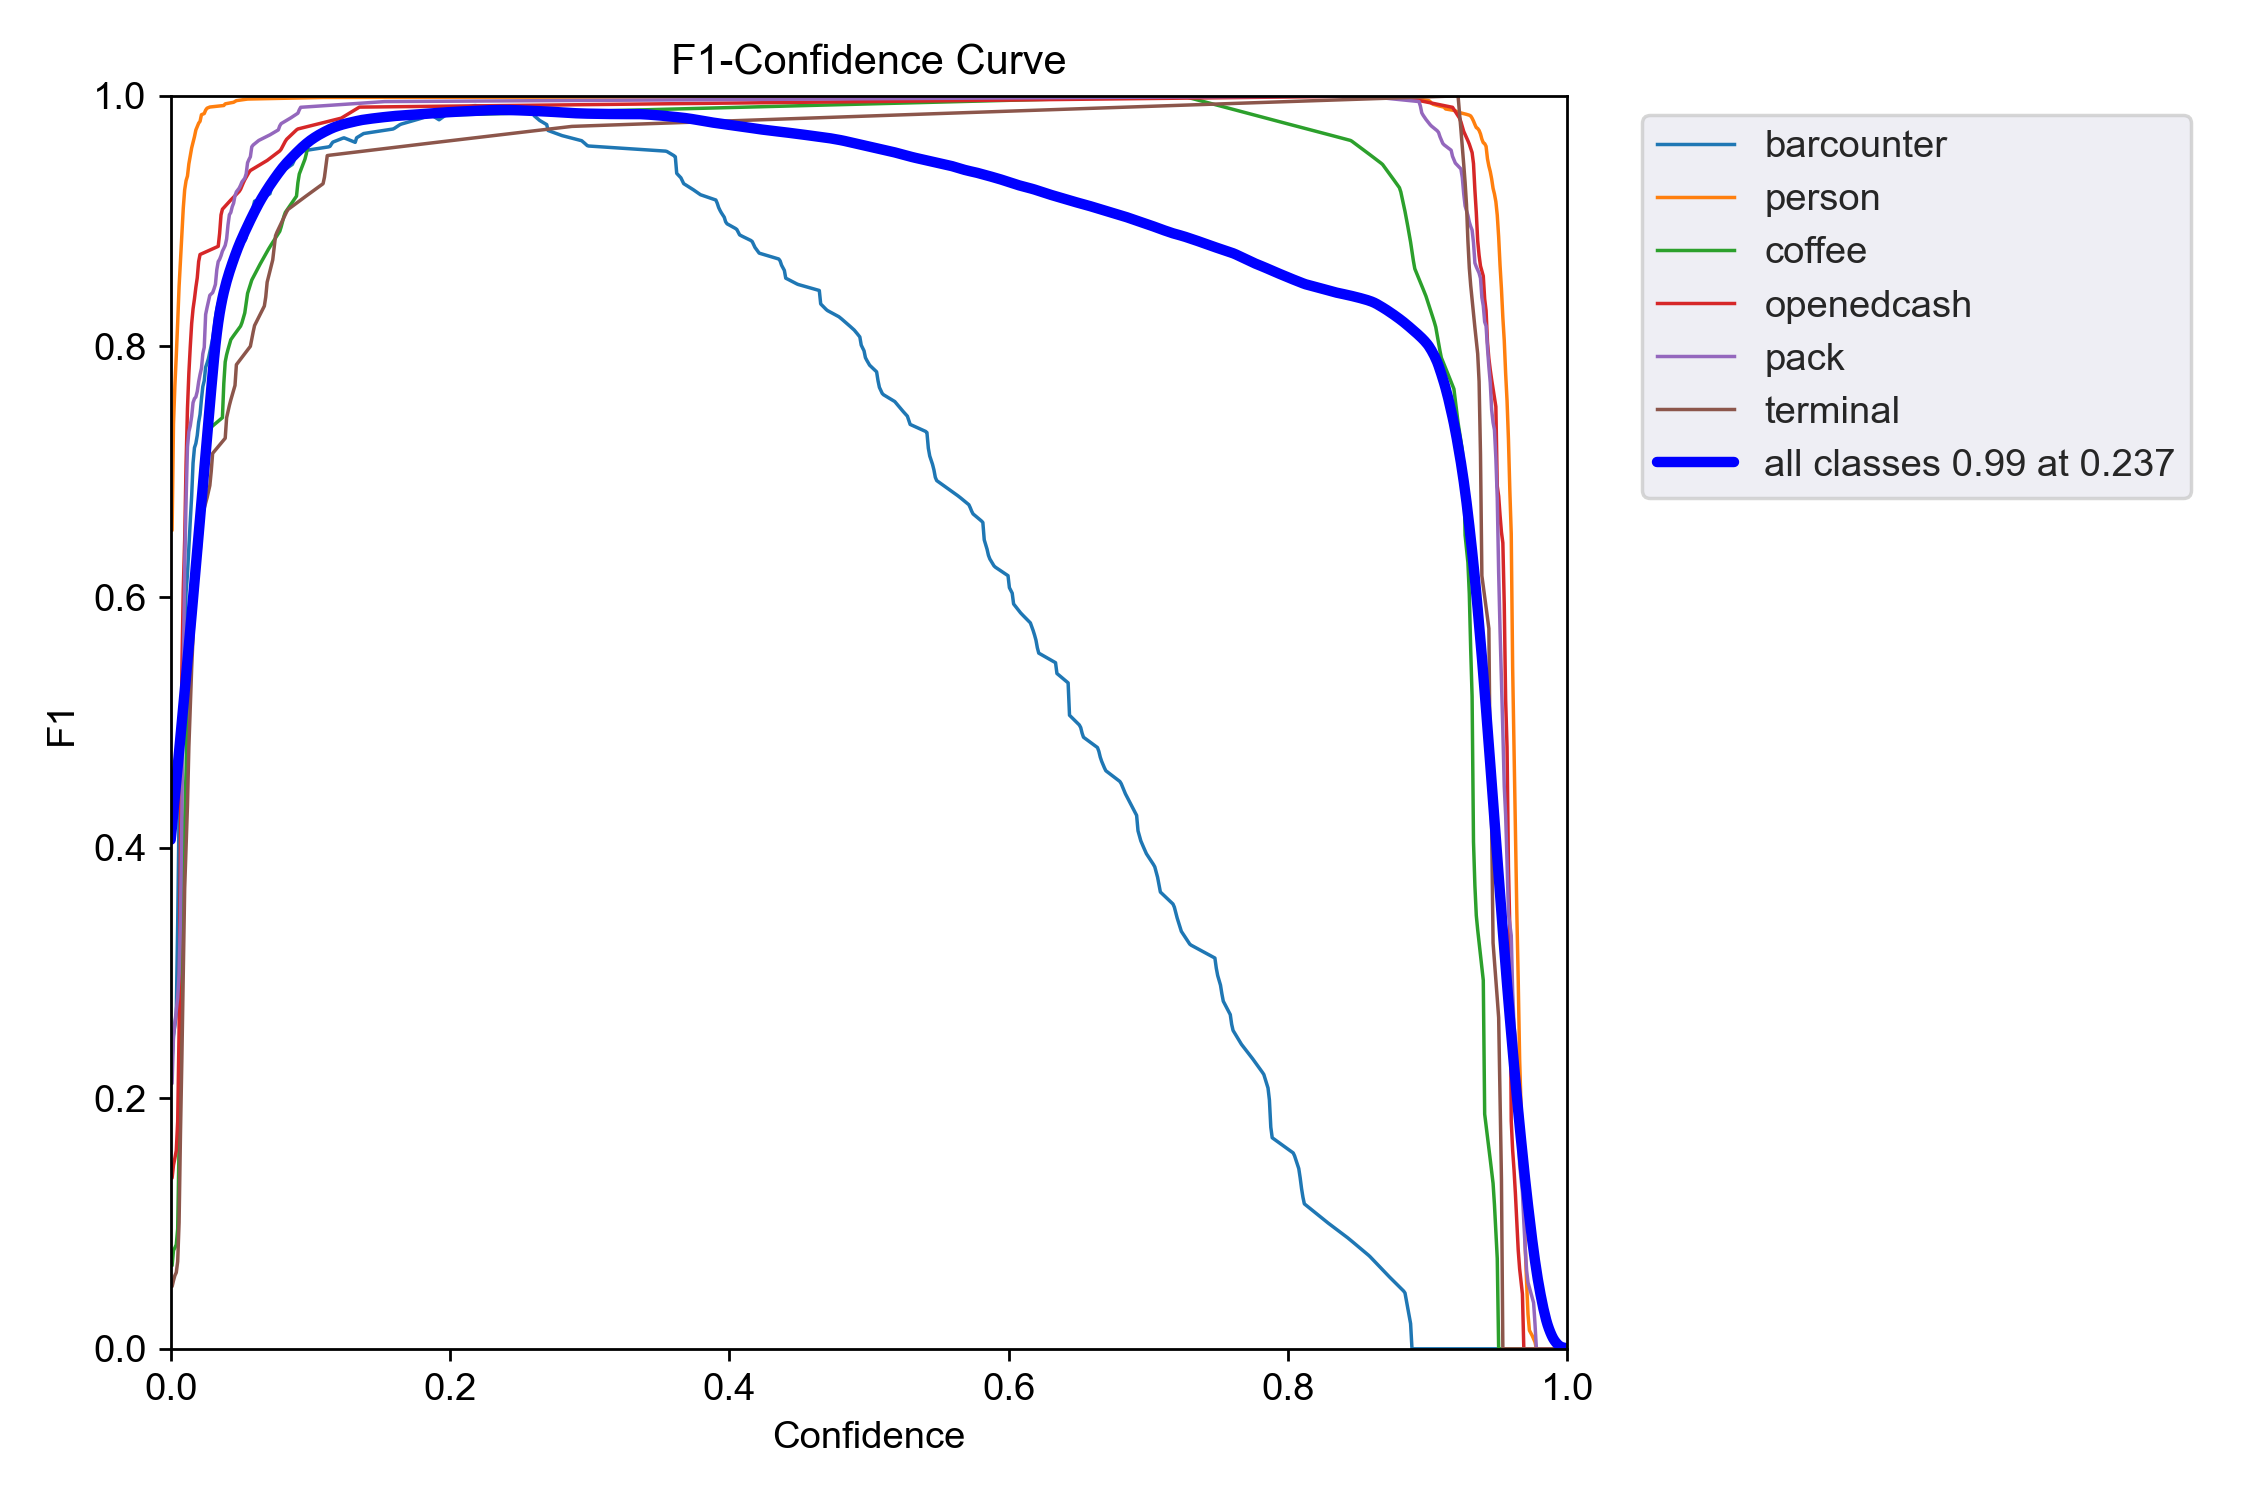 F1-Confidence Curve
1.0
0.8
0.6
0.4
0.2
0.0
F1
0.0 0.2 0.4 0.6 0.8 1.0
Confidence
barcounter
person
coffee
openedcash
pack
terminal
all classes 0.99 at 0.237